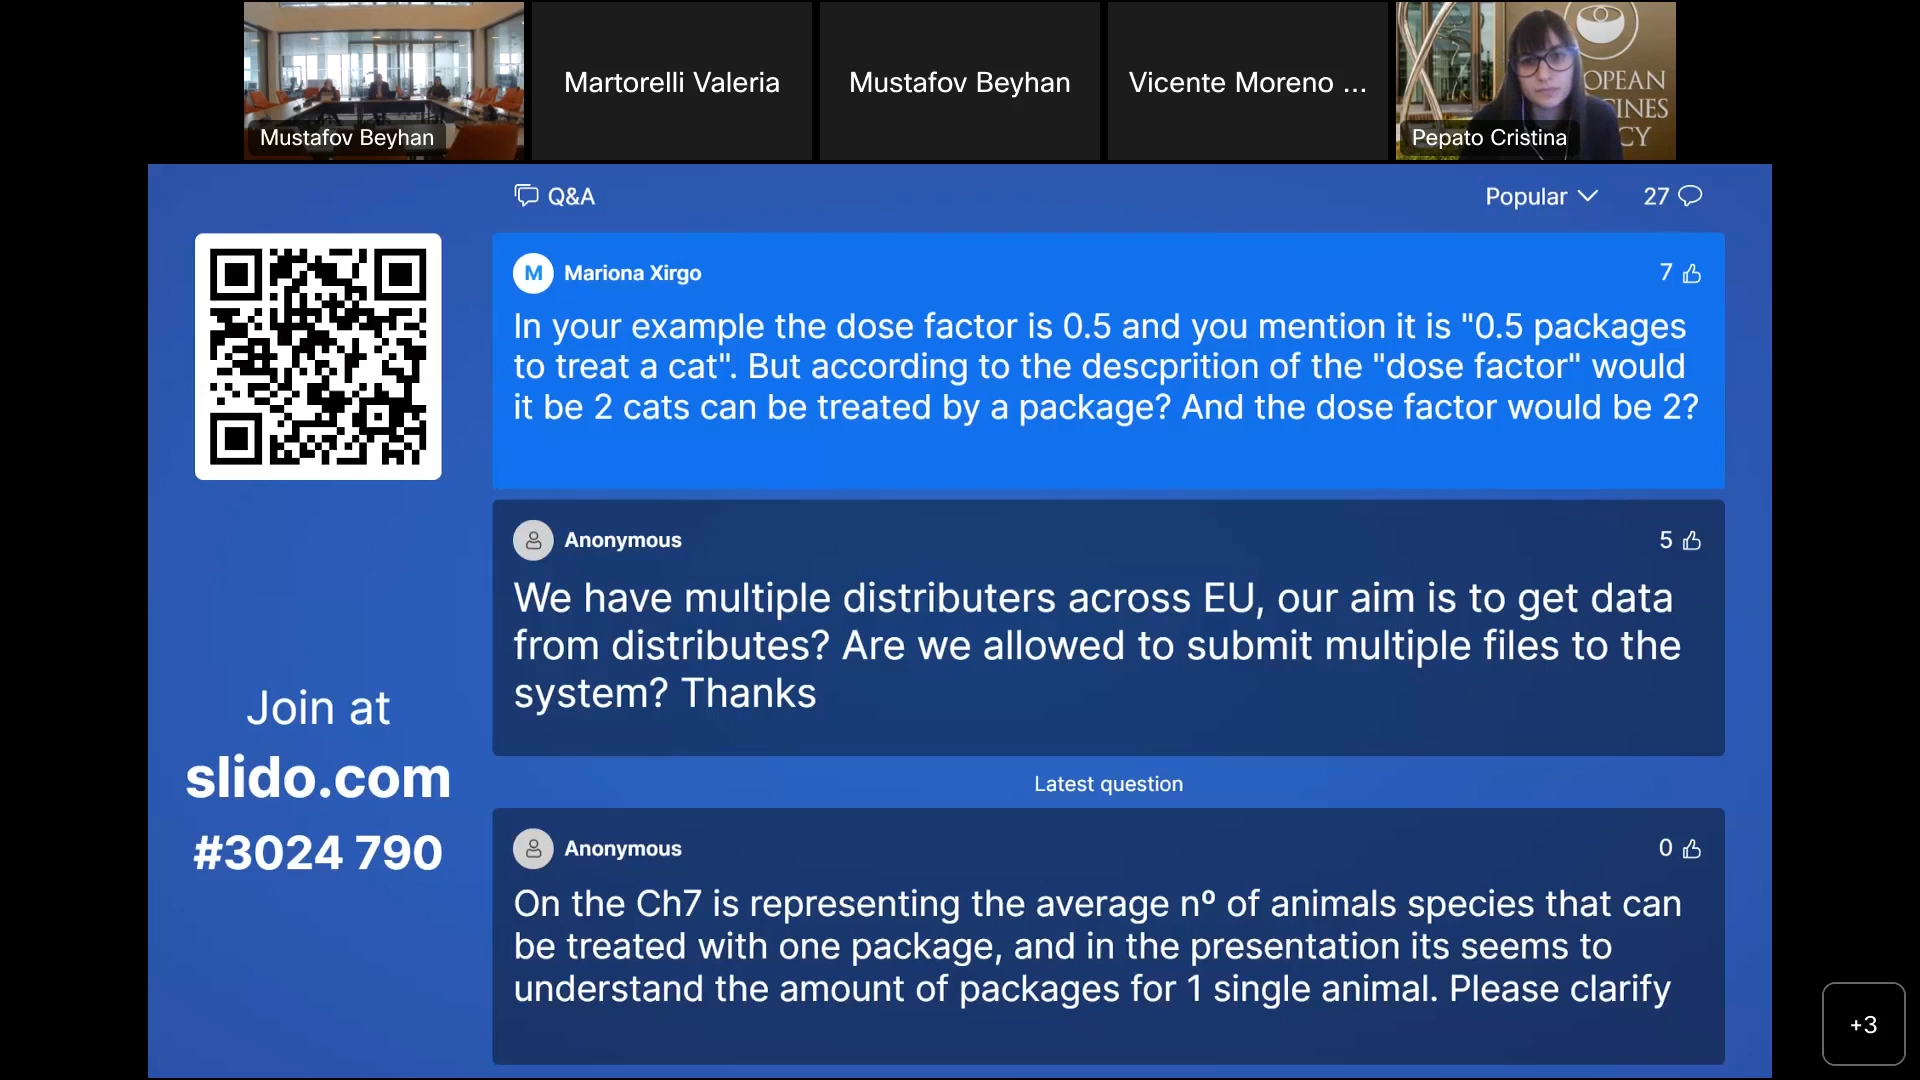 Mustafov Beyhan
Martorelli Valeria
Mustafov Beyhan
Vicente Moreno ...
OPEAN
INES
CY
Pepato Cristina
Q&A
Popular
27
M
Mariona Xirgo
7
In your example the dose factor is 0.5 and you mention it is "0.5 packages
to treat a cat". But according to the descprition of the "dose factor" would
it be 2 cats can be treated by a package? And the dose factor would be 2?
Anonymous
5
We have multiple distributers across EU, our aim is to get data
from distributes? Are we allowed to submit multiple files to the
system? Thanks
Join at
slido.com
#3024 790
Latest question
Anonymous
0
On the Ch7 is representing the average nº of animals species that can
be treated with one package, and in the presentation its seems to
understand the amount of packages for 1 single animal. Please clarify
+3